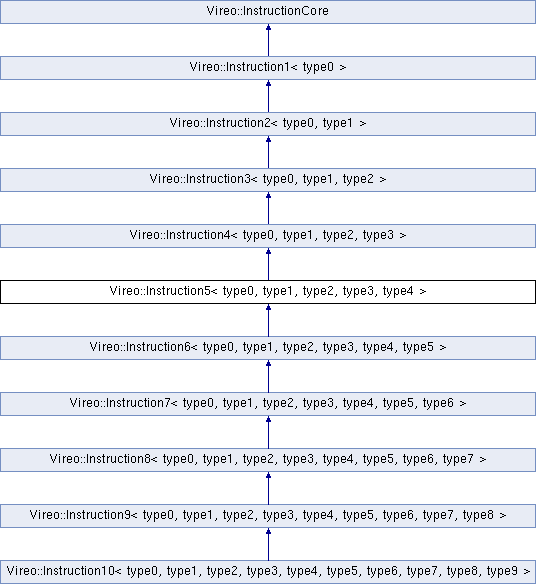 Vireo::InstructionCore
Vireo::Instruction1< type0 >
Vireo::Instruction2< type0, type1 >
Vireo::Instruction3< type0, type1, type2 >
Vireo::Instruction4< type0, type1, type2, type3 >
Vireo::Instruction5< type0, type1, type2, type3, type4 >
Vireo::Instruction6< type0, type1, type2, type3, type4, type5 >
Vireo::Instruction7< type0, type1, type2, type3, type4, type5, type6 >
Vireo::Instruction8< type0, type1, type2, type3, type4, type5, type6, type7 >
Vireo::Instruction9< type0, type1, type2, type3, type4, type5, type6, type7, type8 >
Vireo::Instruction10< type0, type1, type2, type3, type4, type5, type6, type7, type8, type9 >